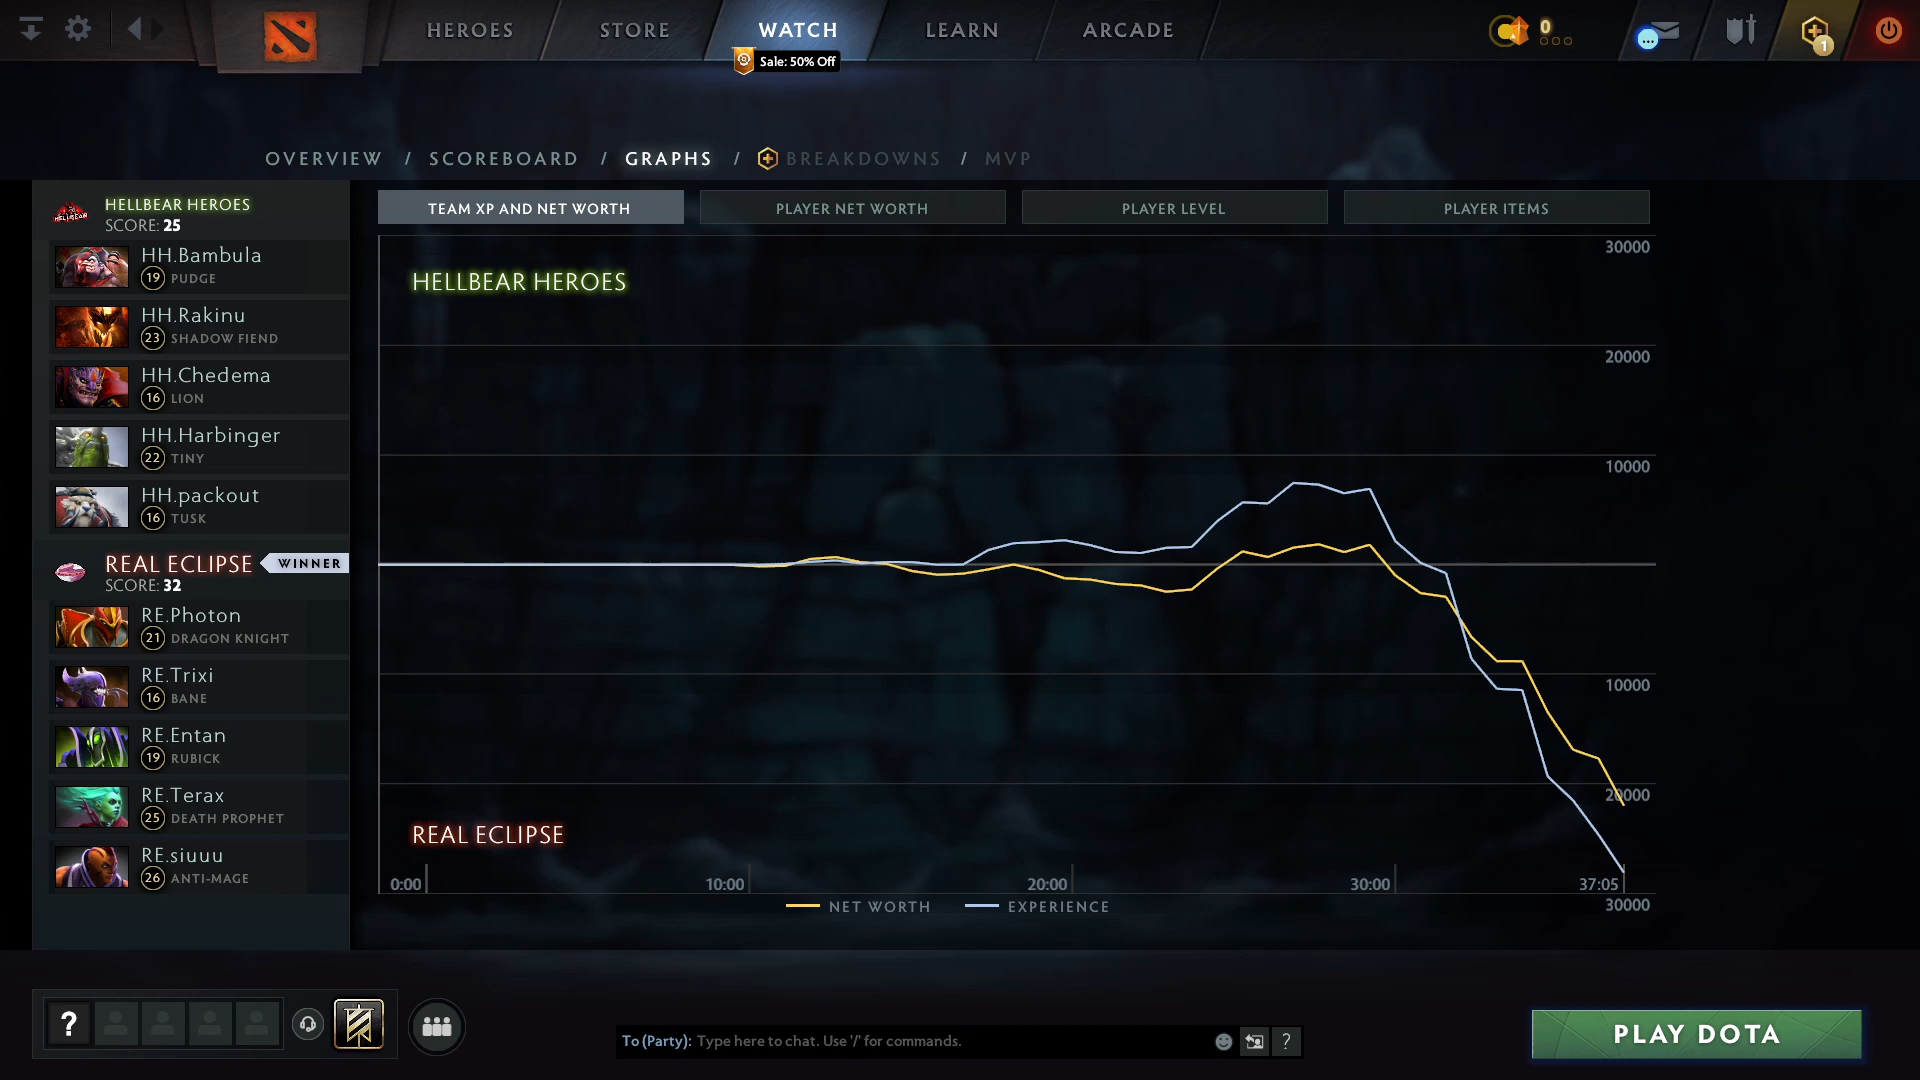 HEROES
STORE
WATCH
LEARN
ARCADE
0
1
Sale: 50% Off
OVERVIEW / SCOREBOARD / GRAPHS / BREAKDOWNS / MVP
HELLBEAR HEROES
SCORE: 25
HH.Bambula
19 PUDGE
HH.Rakinu
23 SHADOW FIEND
HH.Chedema
16 LION
HH.Harbinger
22 TINY
HH.packout
16 TUSK
REAL ECLIPSE WINNER
SCORE: 32
RE.Photon
21 DRAGON KNIGHT
RE.Trixi
16 BANE
RE.Entan
19 RUBICK
RE.Terax
25 DEATH PROPHET
RE.siuuu
26 ANTI-MAGE
TEAM XP AND NET WORTH
PLAYER NET WORTH
PLAYER LEVEL
PLAYER ITEMS
30000
HELLBEAR HEROES
20000
10000
10000
20000
REAL ECLIPSE
0:00 10:00 20:00 30:00 37:05
30000
NET WORTH EXPERIENCE
?
To (Party): Type here to chat. Use '/' for commands.
?
PLAY DOTA